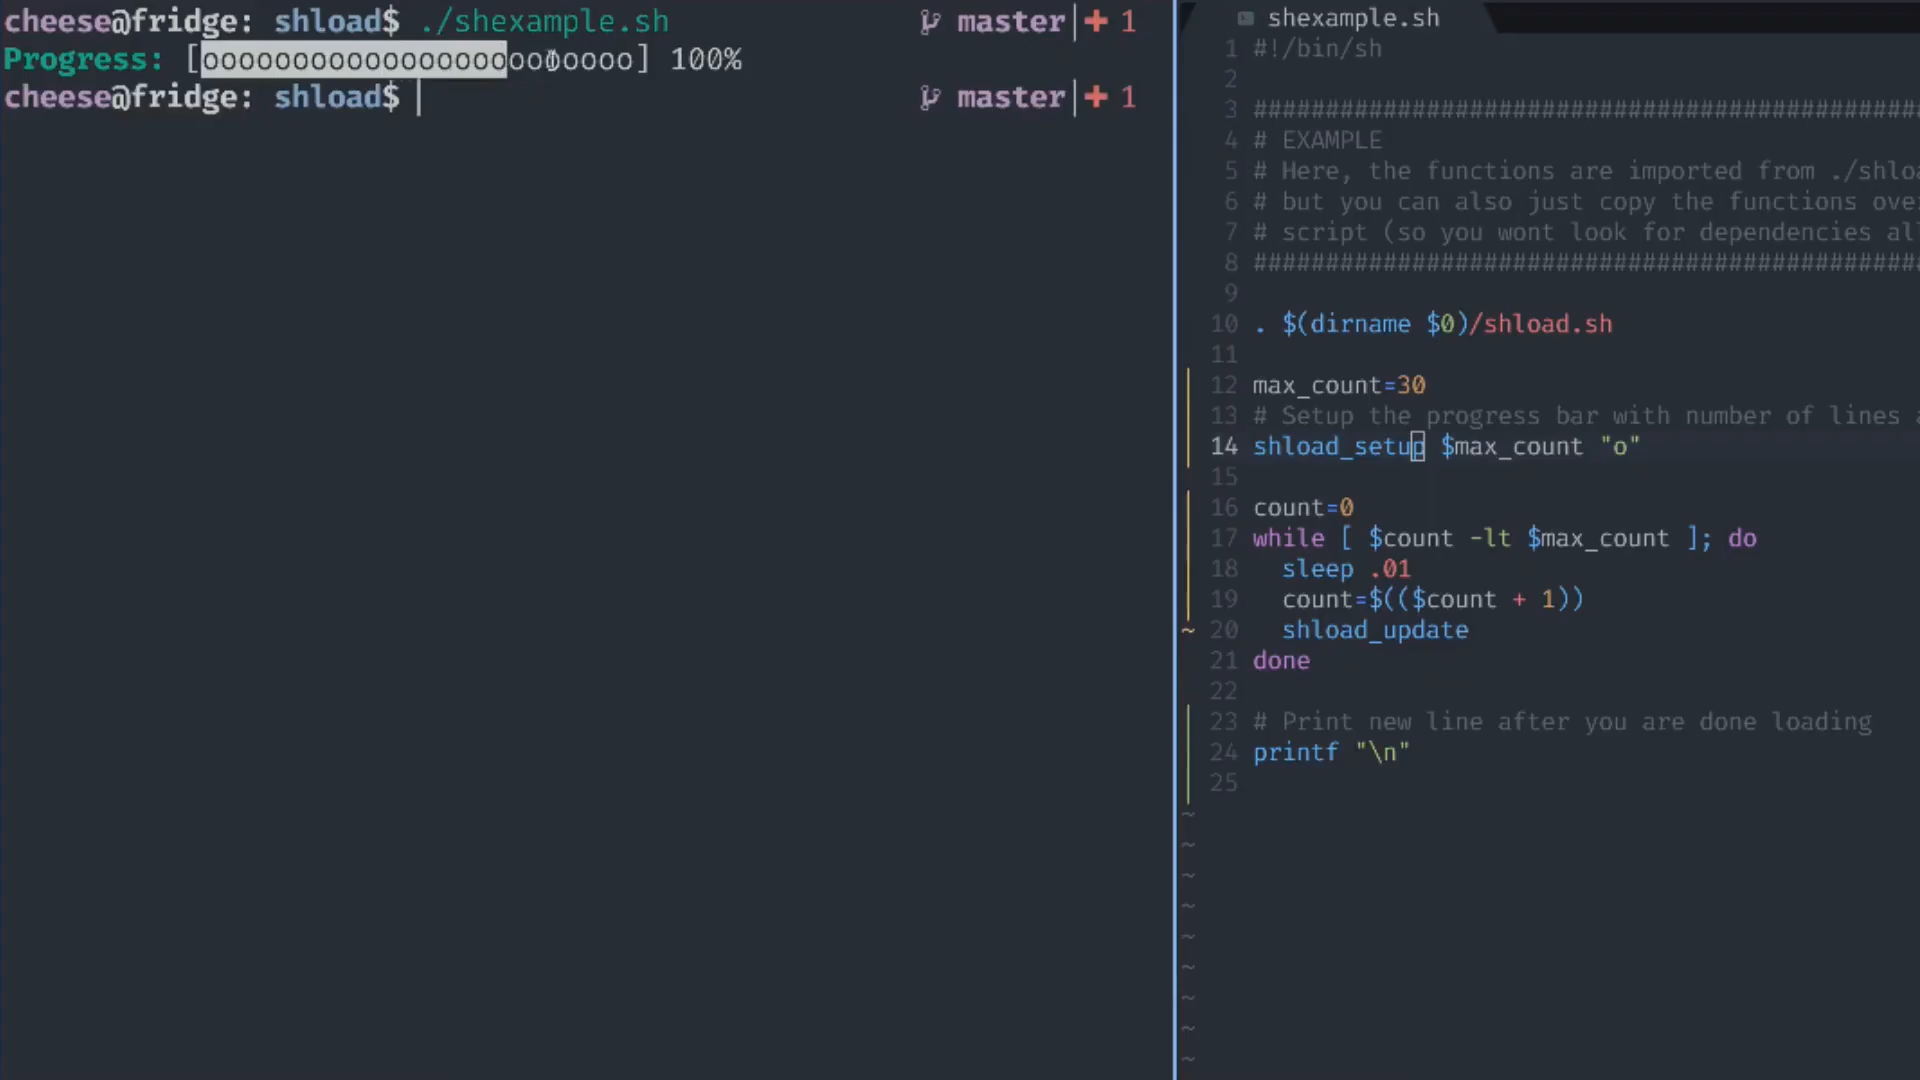 cheese@fridge: shload$ ./shexample.sh master|✚ 1
Progress: [oooooooooooooooooooooooo] 100%
cheese@fridge: shload$ master|✚ 1
shexample.sh
1 #!/bin/sh
2
3 ##############################################
4 # EXAMPLE
5 # Here, the functions are imported from ./shloa
6 # but you can also just copy the functions ove
7 # script (so you wont look for dependencies al
8 ##############################################
9
10 . $(dirname $0)/shload.sh
11
12 max_count=30
13 # Setup the progress bar with number of lines
14 shload_setup $max_count "o"
15
16 count=0
17 while [ $count -lt $max_count ]; do
18 sleep .01
19 count=$(($count + 1))
~ 20 shload_update
21 done
22
23 # Print new line after you are done loading
24 printf "\n"
25
~
~
~
~
~
~
~
~
~